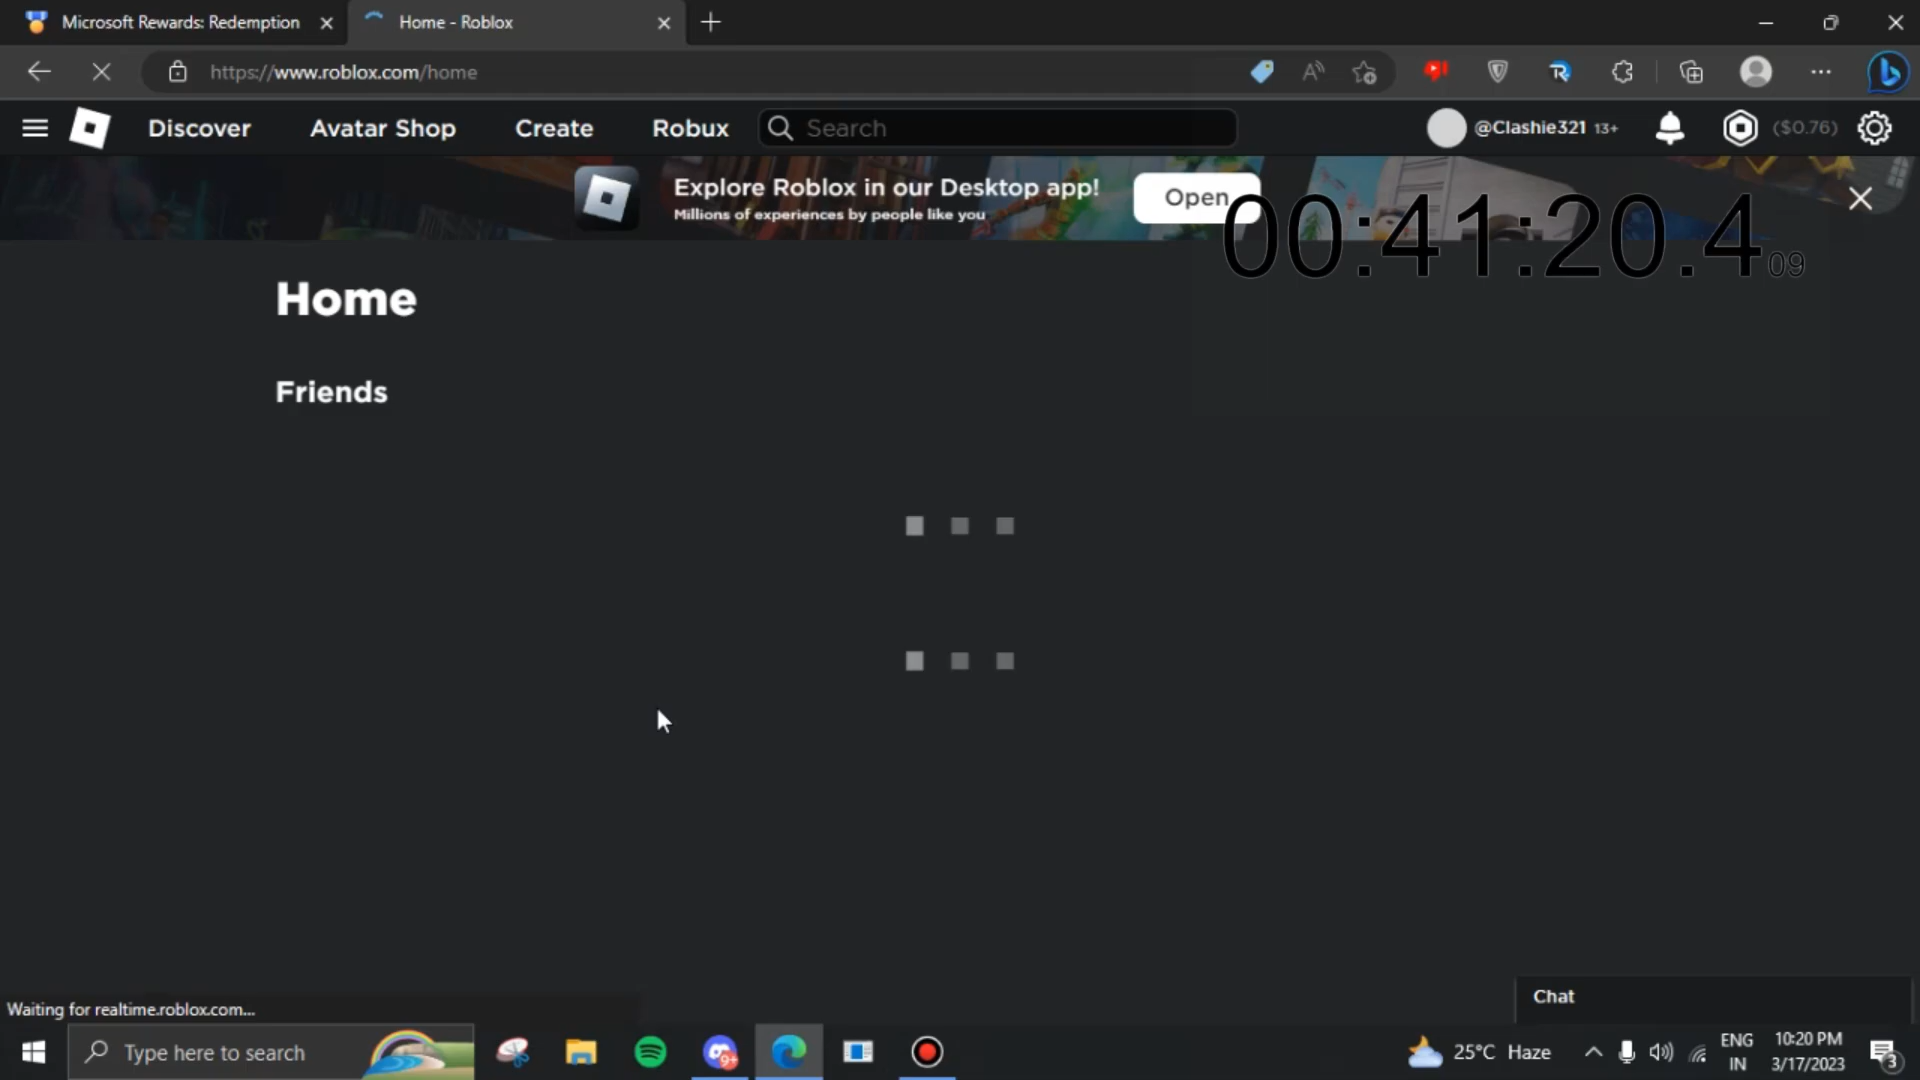 Microsoft Rewards: Redemption
Home - Roblox
https://www.roblox.com/home
Discover
Avatar Shop
Create
Robux
Search
@Clashie321 13+
($0.76)
Explore Roblox in our Desktop app!
Millions of experiences by people like you
Open
00:41:20.409
Home
Friends
Chat
Waiting for realtime.roblox.com...
Type here to search
9+
25°C Haze
ENG
IN
10:20 PM
3/17/2023
3